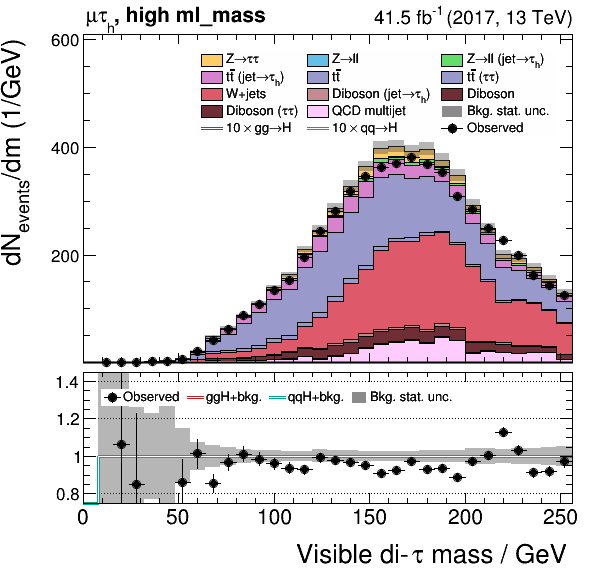 μτh, high ml_mass 41.5 fb⁻¹ (2017, 13 TeV)
600
400
200
dNevents/dm (1/GeV)
Z→ττ Z→ll Z→ll (jet→τh)
tt̄ (jet→τh) tt̄ tt̄ (ττ)
W+jets Diboson (jet→τh) Diboson
Diboson (ττ) QCD multijet Bkg. stat. unc.
10 × gg→H 10 × qq→H Observed
1.4
1.2
1
0.8
Observed ggH+bkg. qqH+bkg. Bkg. stat. unc.
0 50 100 150 200 250
Visible di-τ mass / GeV